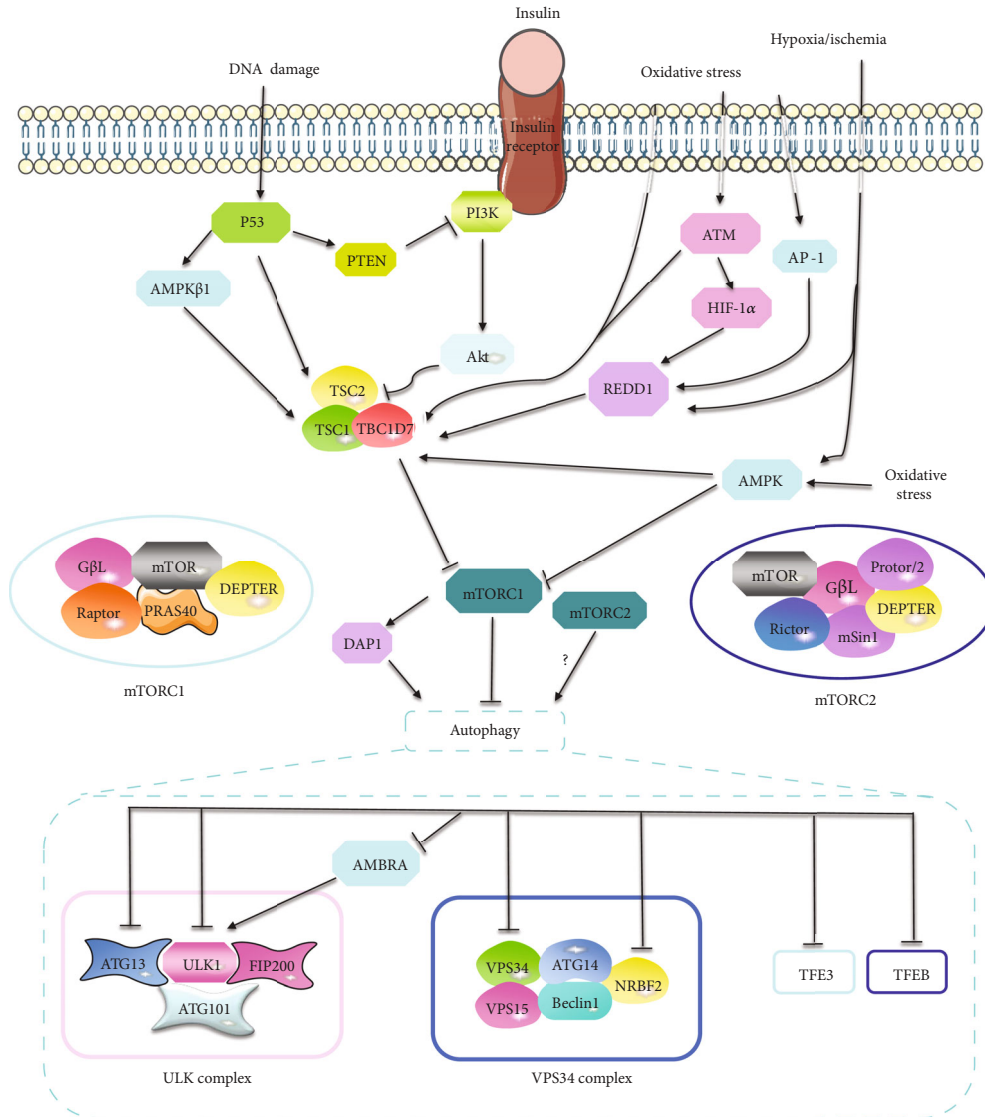 Insulin
Hypoxia/ischemia
DNA damage
Oxidative stress
Insulin
receptor
P53
PI3K
ATM
PTEN
AP-1
AMPKβ1
HIF-1α
Akt
TSC2
REDD1
TSC1
TBC1D7
AMPK
Oxidative
stress
GβL
mTOR
DEPTER
Raptor
PRAS40
mTORC1
mTORC1
mTORC2
DAP1
?
mTOR
Protor/2
GβL
DEPTER
Rictor
mSin1
mTORC2
Autophagy
AMBRA
ATG13
ULK1
FIP200
ATG101
ULK complex
VPS34
ATG14
NRBF2
VPS15
Beclin1
VPS34 complex
TFE3
TFEB